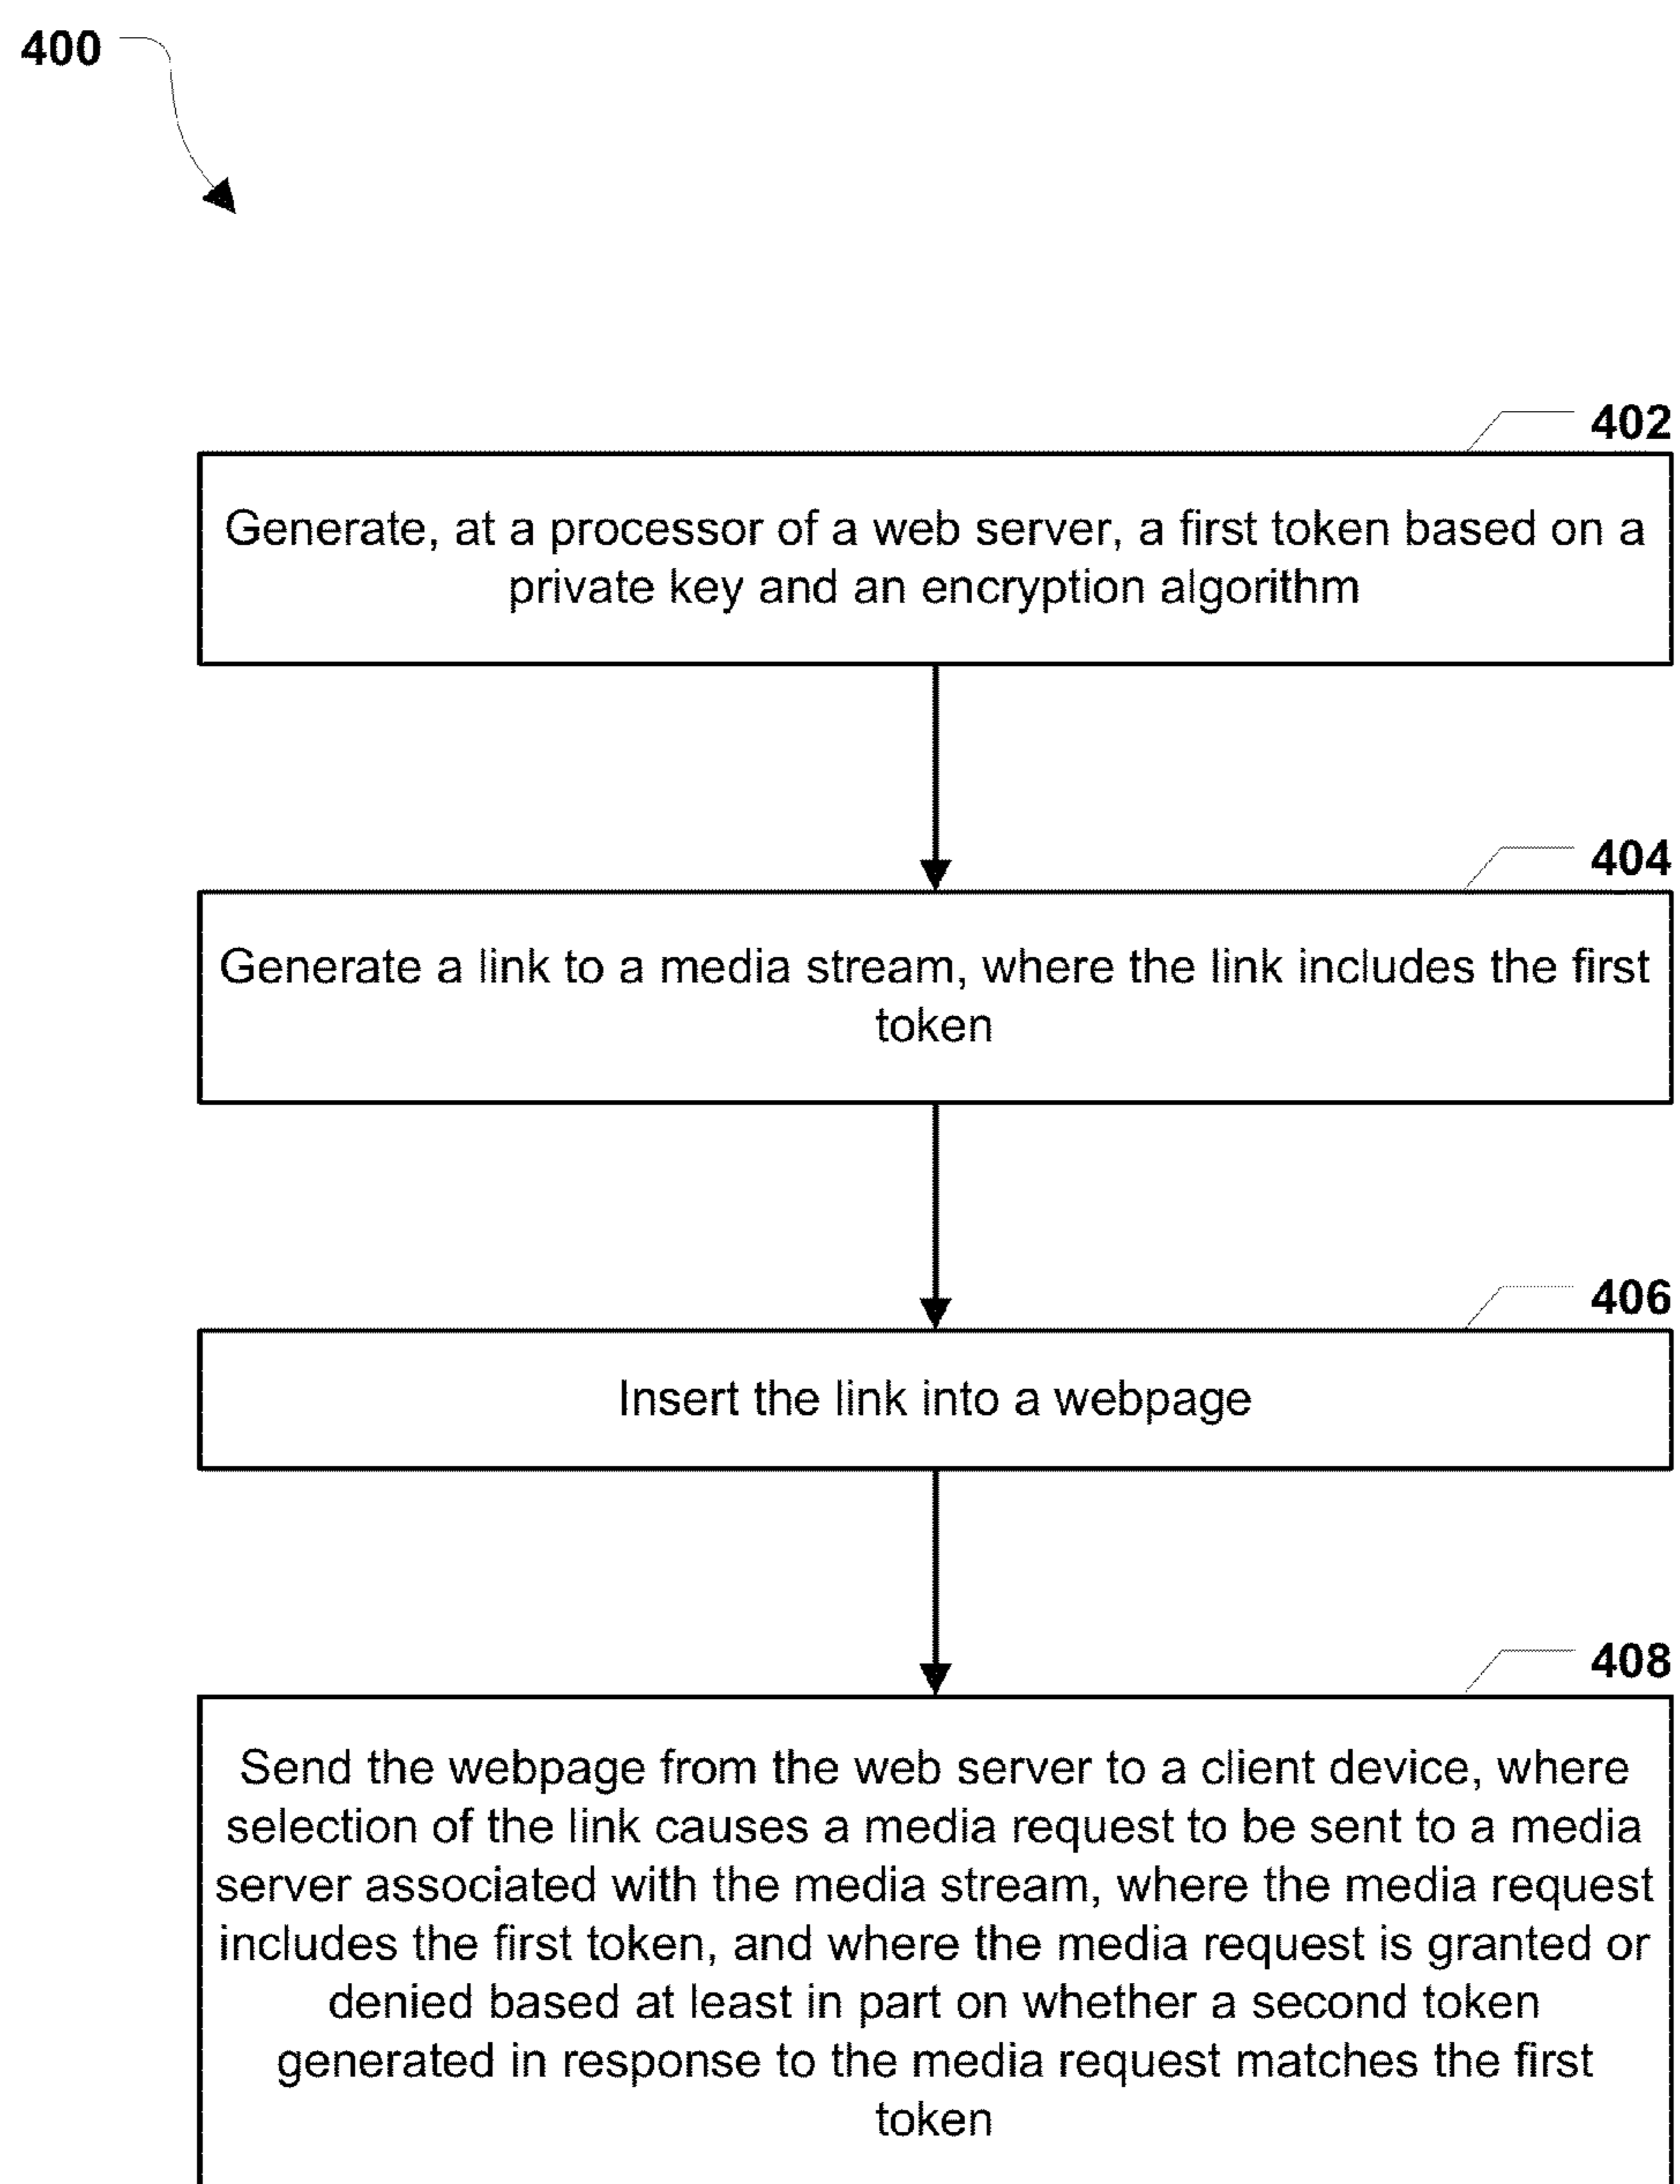 400
402
Generate, at a processor of a web server, a first token based on a
private key and an encryption algorithm
404
Generate a link to a media stream, where the link includes the first
token
406
Insert the link into a webpage
408
Send the webpage from the web server to a client device, where
selection of the link causes a media request to be sent to a media
server associated with the media stream, where the media request
includes the first token, and where the media request is granted or
denied based at least in part on whether a second token
generated in response to the media request matches the first
token